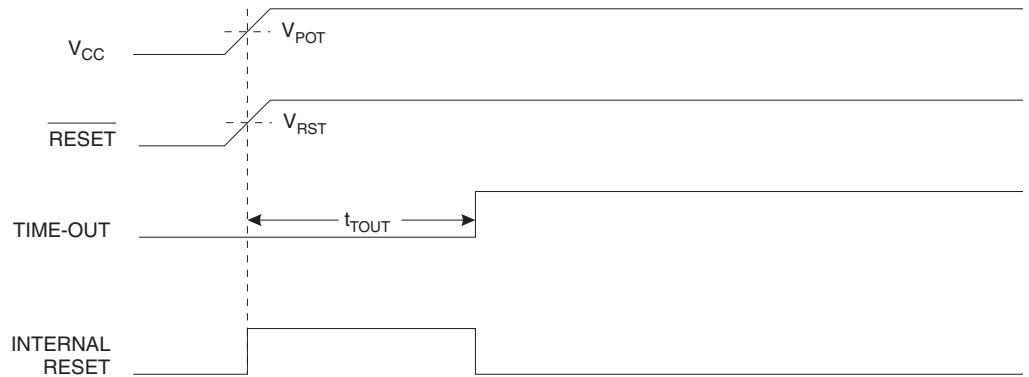 V_CC
V_POT
RESET
V_RST
TIME-OUT
t_TOUT
INTERNAL
RESET